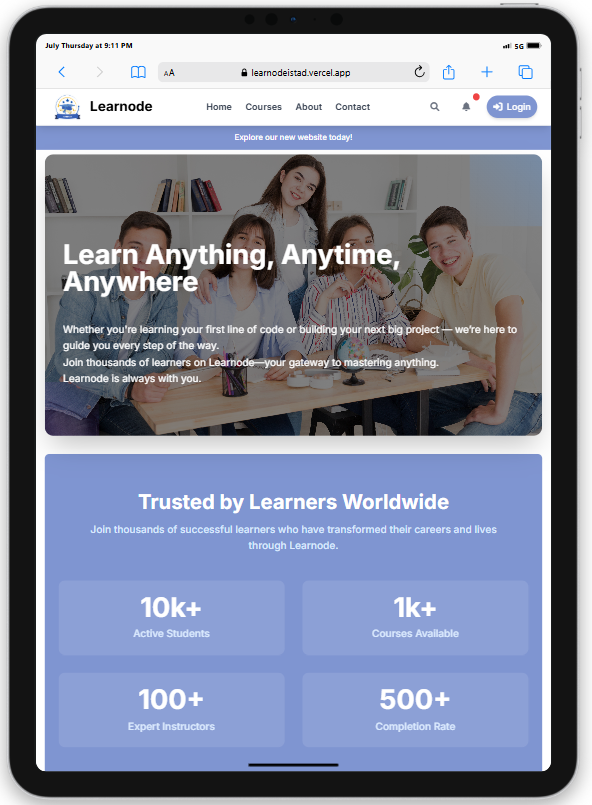 July Thursday at 9:11 PM
5G
AA
learnodeistad.vercel.app
Learnode
Home
Courses
About
Contact
Login
Explore our new website today!
Learn Anything, Anytime,
Anywhere
Whether you're learning your first line of code or building your next big project — we're here to
guide you every step of the way.
Join thousands of learners on Learnode—your gateway to mastering anything.
Learnode is always with you.
Trusted by Learners Worldwide
Join thousands of successful learners who have transformed their careers and lives
through Learnode.
10k+
Active Students
1k+
Courses Available
100+
Expert Instructors
500+
Completion Rate